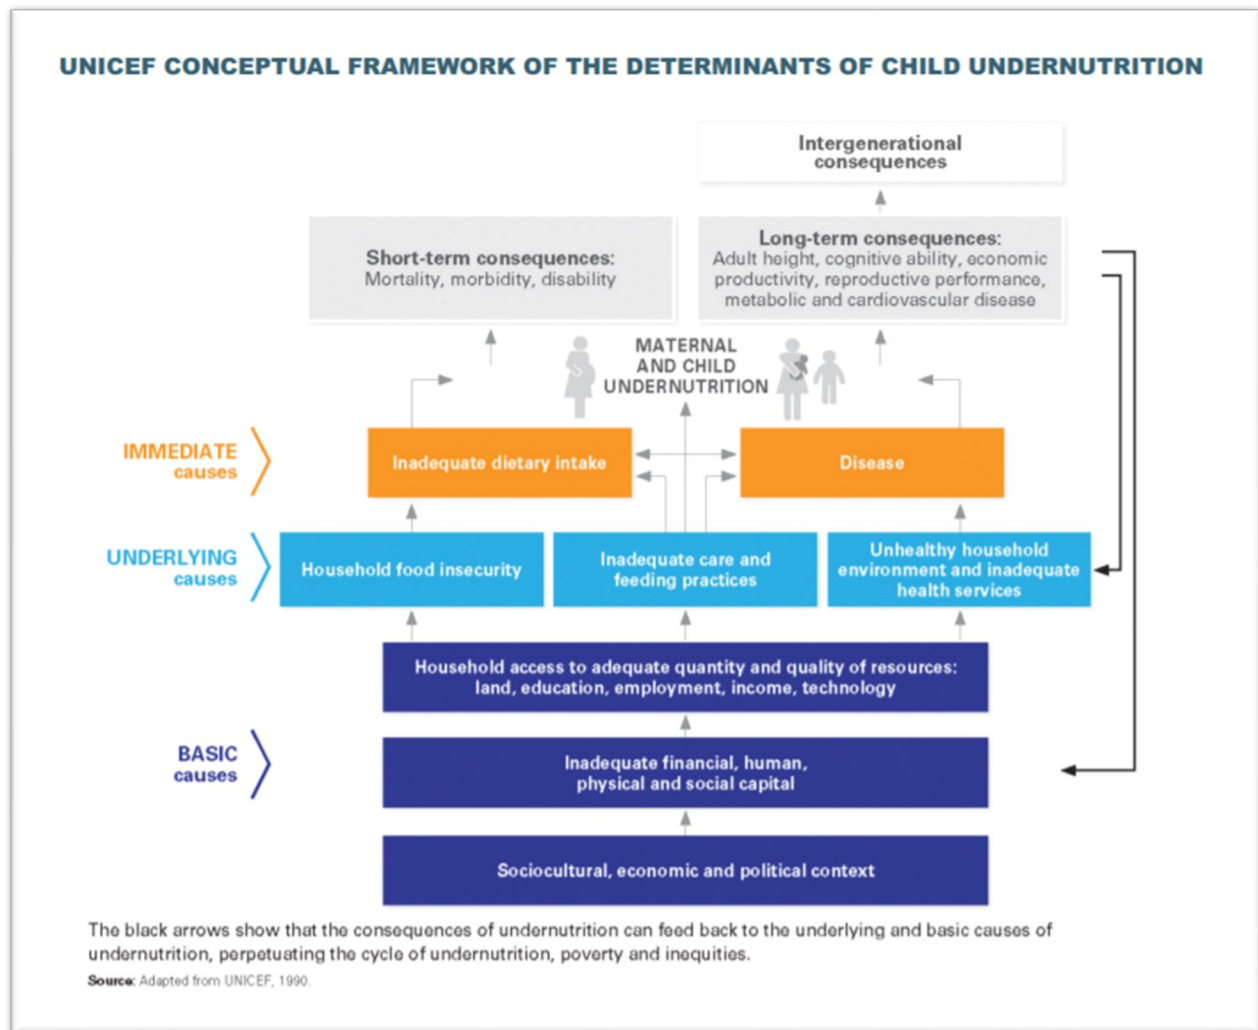 UNICEF CONCEPTUAL FRAMEWORK OF THE DETERMINANTS OF CHILD UNDERNUTRITION
Intergenerational
consequences
Short-term consequences:
Mortality, morbidity, disability
Long-term consequences:
Adult height, cognitive ability, economic
productivity, reproductive performance,
metabolic and cardiovascular disease
MATERNAL
AND CHILD
UNDERNUTRITION
IMMEDIATE
causes
Inadequate dietary intake
Disease
UNDERLYING
causes
Household food insecurity
Inadequate care and
feeding practices
Unhealthy household
environment and inadequate
health services
Household access to adequate quantity and quality of resources:
land, education, employment, income, technology
BASIC
causes
Inadequate financial, human,
physical and social capital
Sociocultural, economic and political context
The black arrows show that the consequences of undernutrition can feed back to the underlying and basic causes of
undernutrition, perpetuating the cycle of undernutrition, poverty and inequities.
Source: Adapted from UNICEF, 1990.